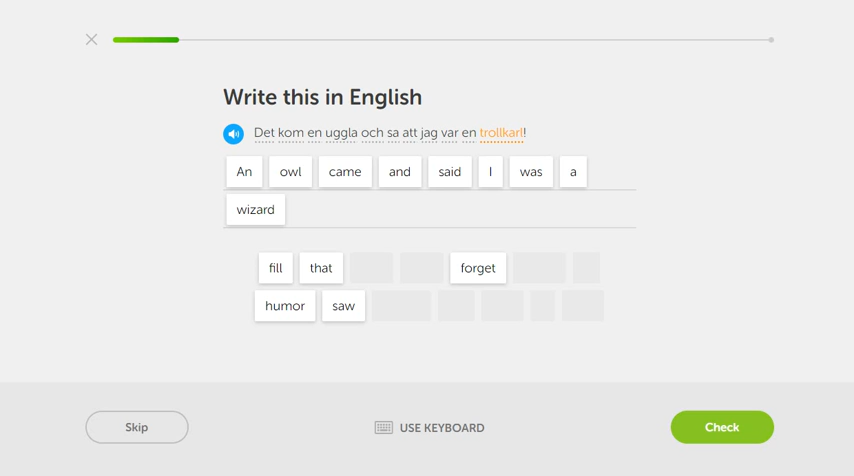 Write this in English
Det kom en uggla och sa att jag var en trollkarl!
An owl came and said I was a
wizard
fill that forget
humor saw
Skip USE KEYBOARD Check